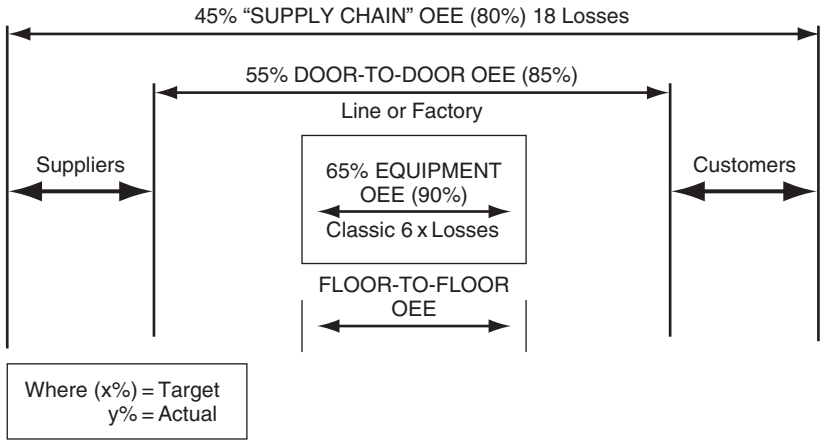 45% “SUPPLY CHAIN” OEE (80%) 18 Losses
55% DOOR-TO-DOOR OEE (85%)
Line or Factory
Suppliers
65% EQUIPMENT
OEE (90%)
Classic 6 x Losses
Customers
FLOOR-TO-FLOOR
OEE
Where (x%) = Target
y% = Actual